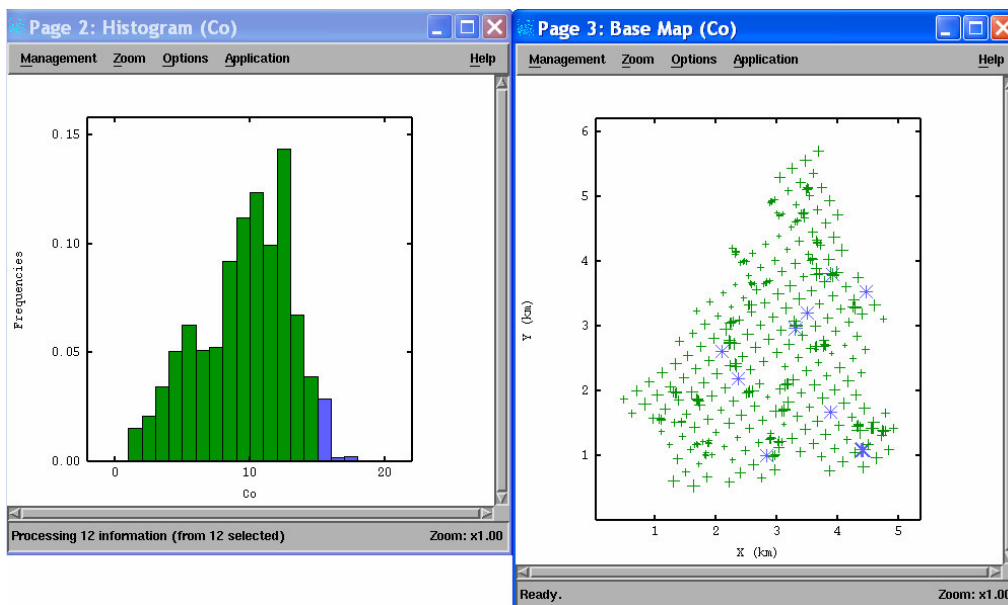 Page 2: Histogram (Co)
Management Zoom Options Application Help
0.15
0.10
0.05
0.00
Frequencies
0 10 20
Co
Processing 12 information (from 12 selected) Zoom: x1.00
Page 3: Base Map (Co)
Management Zoom Options Application Help
6
5
4
3
2
1
Y (km)
1 2 3 4 5
X (km)
Ready. Zoom: x1.00